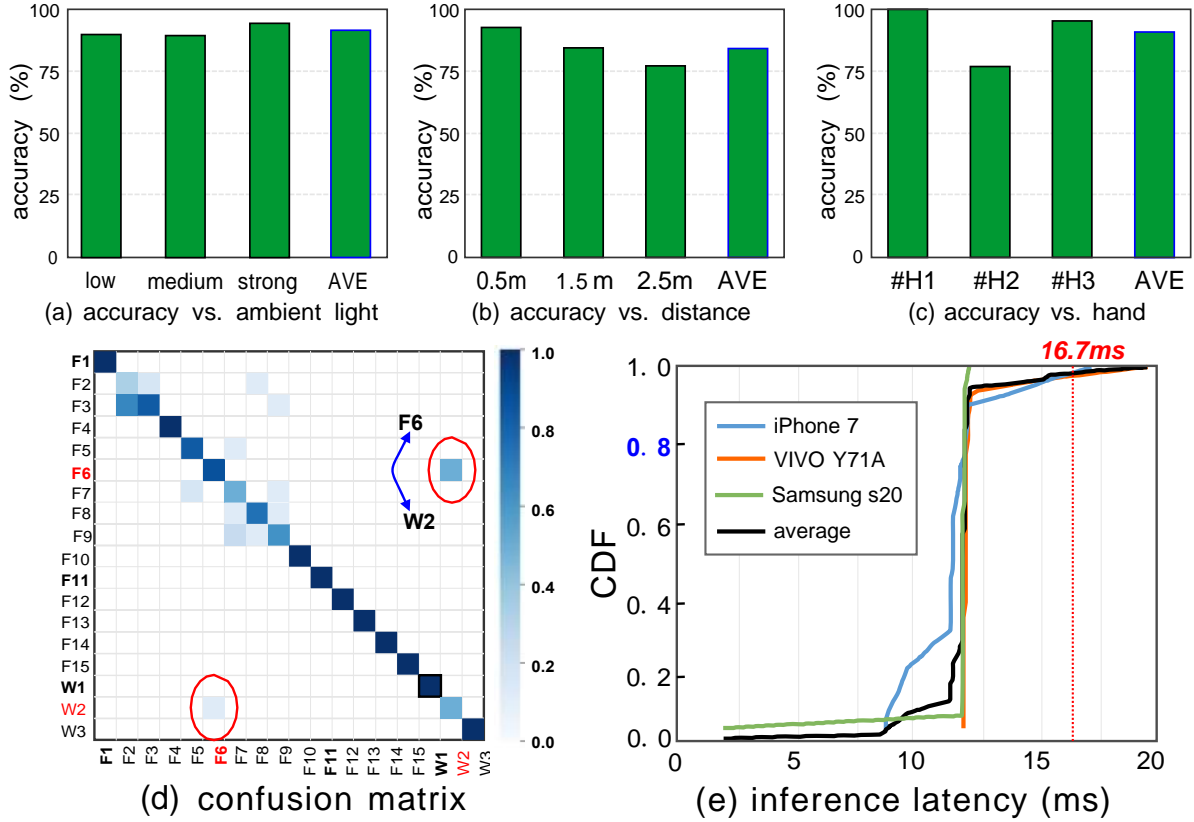 100
75
50
25
0
accuracy (%)
low medium strong AVE
(a) accuracy vs. ambient light
100
75
50
25
0
accuracy (%)
0.5m 1.5 m 2.5m AVE
(b) accuracy vs. distance
100
75
50
25
0
accuracy (%)
#H1 #H2 #H3 AVE
(c) accuracy vs. hand
F1
F2
F3
F4
F5
F6
F7
F8
F9
F10
F11
F12
F13
F14
F15
W1
W2
W3
F6
W2
F1 F2 F3 F4 F5 F6 F7 F8 F9 F10 F11 F12 F13 F14 F15 W1 W2 W3
1.0
0.8
0.6
0.4
0.2
0.0
(d) confusion matrix
16.7ms
1. 0
0. 8
0. 6
0. 4
0. 2
0. 0
CDF
iPhone 7
VIVO Y71A
Samsung s20
average
0 10 15 20
(e) inference latency (ms)